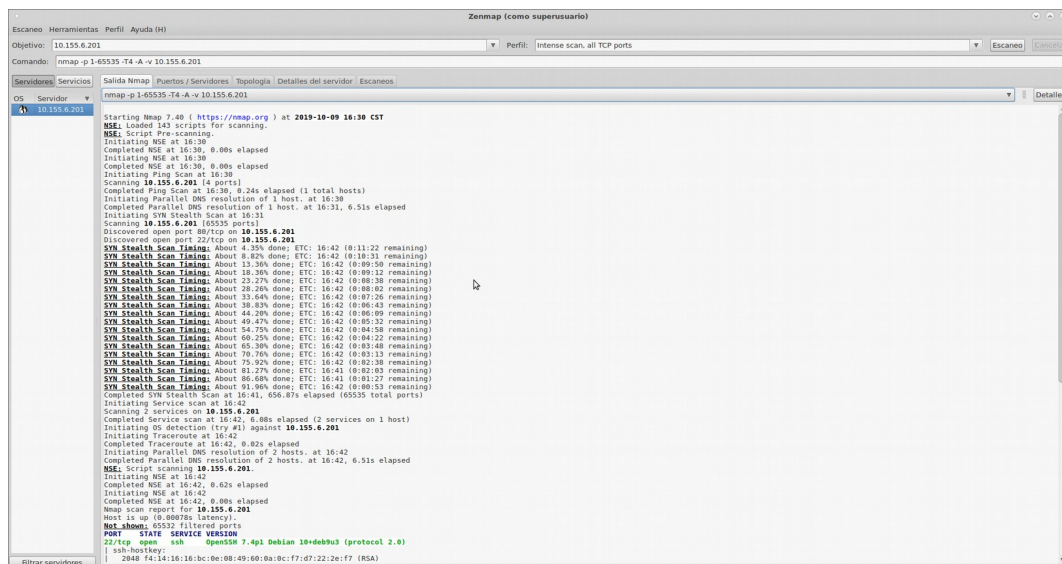 Zenmap (como superusuario)
Escaneo Herramientas Perfil Ayuda (H)
Objetivo: 10.155.6.201 Perfil: Intense scan, all TCP ports Escaneo Cancelar
Comando: nmap -p 1-65535 -T4 -A -v 10.155.6.201
Servidores Servicios Salida Nmap Puertos / Servidores Topología Detalles del servidor Escaneos
OS Servidor nmap -p 1-65535 -T4 -A -v 10.155.6.201 Detalle
10.155.6.201
Starting Nmap 7.40 ( https://nmap.org ) at 2019-10-09 16:30 CST
NSE: Loaded 143 scripts for scanning.
NSE: Script Pre-scanning.
Initiating NSE at 16:30
Completed NSE at 16:30, 0.00s elapsed
Initiating NSE at 16:30
Completed NSE at 16:30, 0.00s elapsed
Initiating Ping Scan at 16:30
Scanning 10.155.6.201 [4 ports]
Completed Ping Scan at 16:30, 0.24s elapsed (1 total hosts)
Initiating Parallel DNS resolution of 1 host. at 16:30
Completed Parallel DNS resolution of 1 host. at 16:31, 6.51s elapsed
Initiating SYN Stealth Scan at 16:31
Scanning 10.155.6.201 [65535 ports]
Discovered open port 80/tcp on 10.155.6.201
Discovered open port 22/tcp on 10.155.6.201
SYN Stealth Scan Timing: About 4.35% done; ETC: 16:42 (0:11:22 remaining)
SYN Stealth Scan Timing: About 8.82% done; ETC: 16:42 (0:10:31 remaining)
SYN Stealth Scan Timing: About 13.36% done; ETC: 16:42 (0:09:50 remaining)
SYN Stealth Scan Timing: About 18.36% done; ETC: 16:42 (0:09:12 remaining)
SYN Stealth Scan Timing: About 23.27% done; ETC: 16:42 (0:08:38 remaining)
SYN Stealth Scan Timing: About 28.26% done; ETC: 16:42 (0:08:02 remaining)
SYN Stealth Scan Timing: About 33.64% done; ETC: 16:42 (0:07:26 remaining)
SYN Stealth Scan Timing: About 38.83% done; ETC: 16:42 (0:06:43 remaining)
SYN Stealth Scan Timing: About 44.20% done; ETC: 16:42 (0:06:09 remaining)
SYN Stealth Scan Timing: About 49.47% done; ETC: 16:42 (0:05:32 remaining)
SYN Stealth Scan Timing: About 54.75% done; ETC: 16:42 (0:04:58 remaining)
SYN Stealth Scan Timing: About 60.25% done; ETC: 16:42 (0:04:22 remaining)
SYN Stealth Scan Timing: About 65.30% done; ETC: 16:42 (0:03:48 remaining)
SYN Stealth Scan Timing: About 70.76% done; ETC: 16:42 (0:03:13 remaining)
SYN Stealth Scan Timing: About 75.92% done; ETC: 16:42 (0:02:38 remaining)
SYN Stealth Scan Timing: About 81.27% done; ETC: 16:41 (0:02:03 remaining)
SYN Stealth Scan Timing: About 86.68% done; ETC: 16:41 (0:01:27 remaining)
SYN Stealth Scan Timing: About 91.96% done; ETC: 16:42 (0:00:53 remaining)
Completed SYN Stealth Scan at 16:41, 656.87s elapsed (65535 total ports)
Initiating Service scan at 16:42
Scanning 2 services on 10.155.6.201
Completed Service scan at 16:42, 6.08s elapsed (2 services on 1 host)
Initiating OS detection (try #1) against 10.155.6.201
Initiating Traceroute at 16:42
Completed Traceroute at 16:42, 0.02s elapsed
Initiating Parallel DNS resolution of 2 hosts. at 16:42
Completed Parallel DNS resolution of 2 hosts. at 16:42, 6.51s elapsed
NSE: Script scanning 10.155.6.201.
Initiating NSE at 16:42
Completed NSE at 16:42, 0.62s elapsed
Initiating NSE at 16:42
Completed NSE at 16:42, 0.00s elapsed
Nmap scan report for 10.155.6.201
Host is up (0.00078s latency).
Not shown: 65532 filtered ports
PORT STATE SERVICE VERSION
22/tcp open ssh OpenSSH 7.4p1 Debian 10+deb9u3 (protocol 2.0)
| ssh-hostkey:
| 2048 f4:14:16:16:bc:0e:08:49:60:0a:0c:f7:d7:22:2e:f7 (RSA)
Filtrar servidores